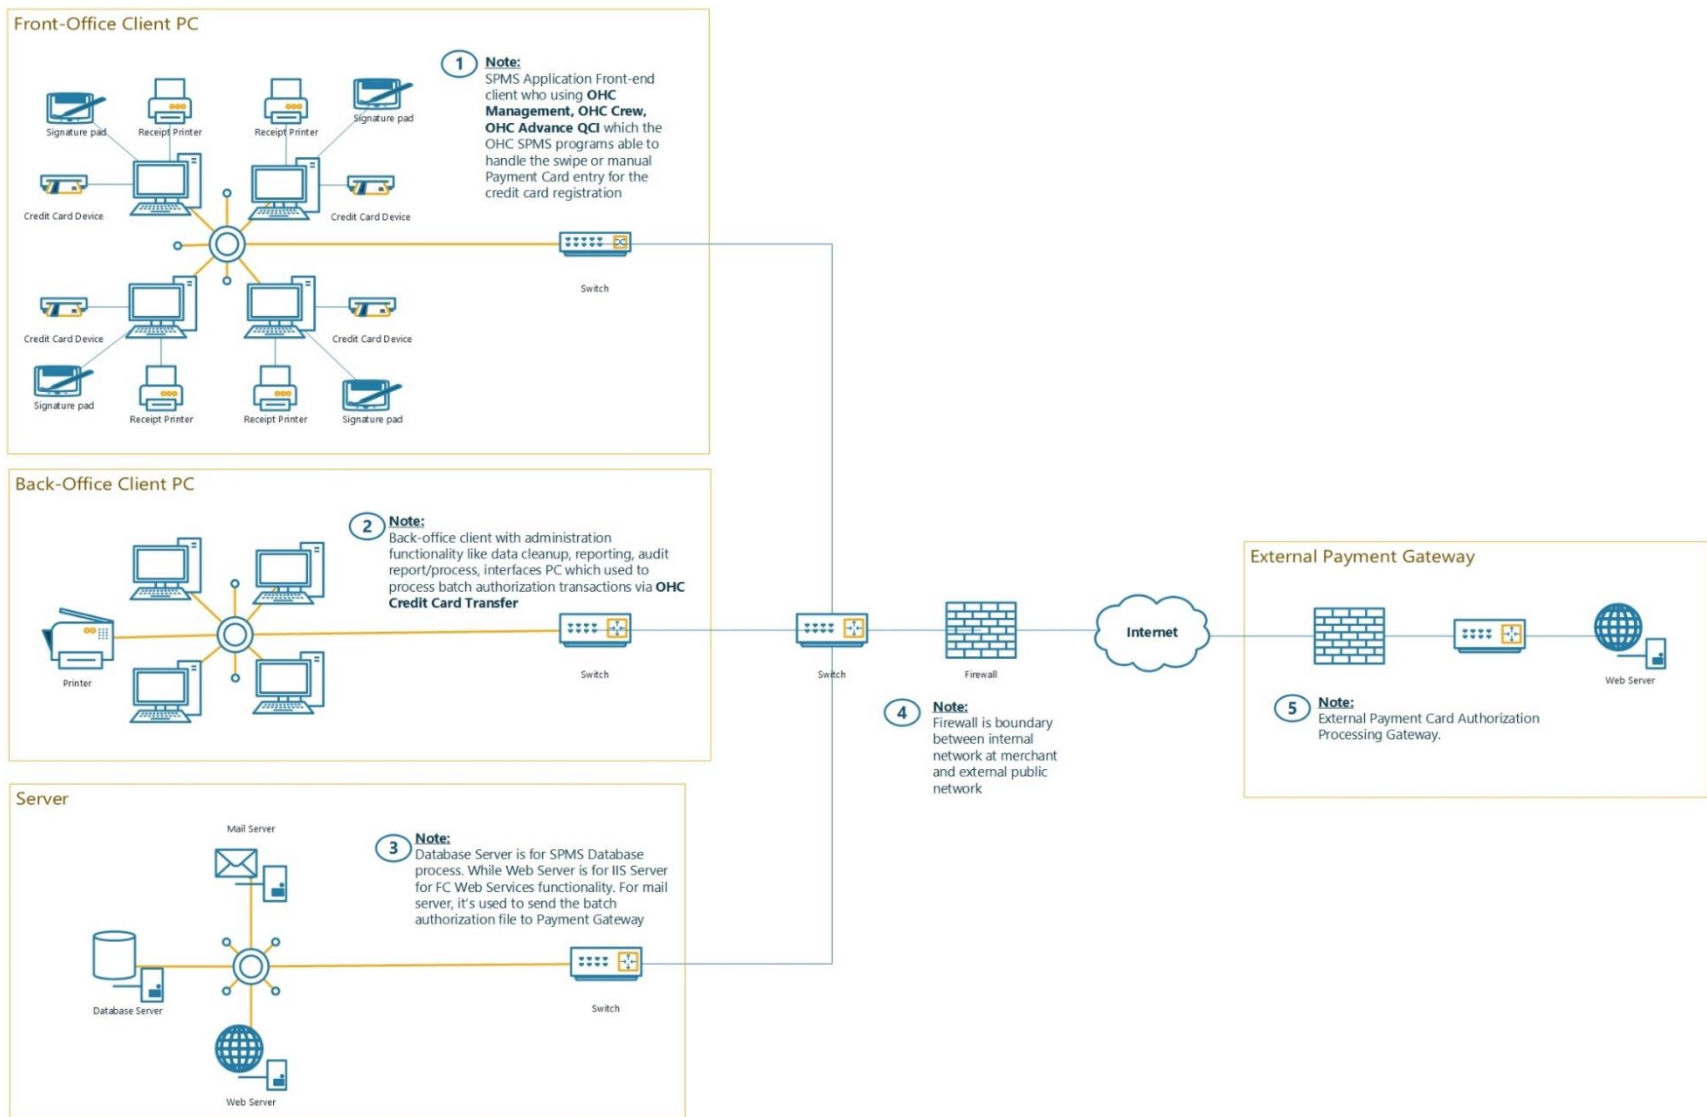 Front-Office Client PC
1
Note:
SPMS Application Front-end
client who using OHC
Management, OHC Crew,
OHC Advance QCI which the
OHC SPMS programs able to
handle the swipe or manual
Payment Card entry for the
credit card registration
Signature pad
Receipt Printer
Receipt Printer
Signature pad
Credit Card Device
Credit Card Device
Switch
Credit Card Device
Credit Card Device
Signature pad
Receipt Printer
Receipt Printer
Signature pad
Back-Office Client PC
2
Note:
Back-office client with administration
functionality like data cleanup, reporting, audit
report/process, interfaces PC which used to
process batch authorization transactions via OHC
Credit Card Transfer
Printer
Switch
Switch
Firewall
Internet
4
Note:
Firewall is boundary
between internal
network at merchant
and external public
network
External Payment Gateway
Web Server
5
Note:
External Payment Card Authorization
Processing Gateway.
Server
Mail Server
3
Note:
Database Server is for SPMS Database
process. While Web Server is for IIS Server
for FC Web Services functionality. For mail
server, it's used to send the batch
authorization file to Payment Gateway
Database Server
Switch
Web Server